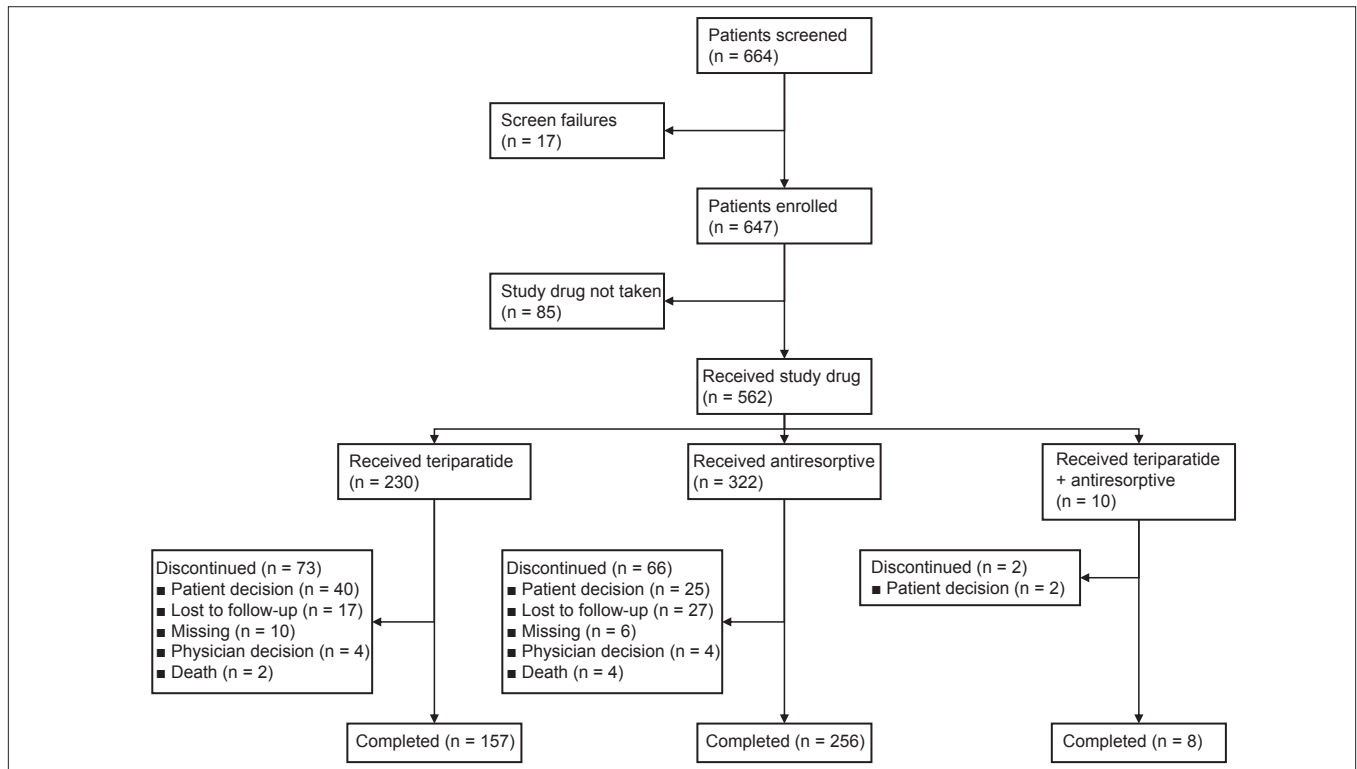 Patients screened
(n = 664)
Screen failures
(n = 17)
Patients enrolled
(n = 647)
Study drug not taken
(n = 85)
Received study drug
(n = 562)
Received teriparatide
(n = 230)
Received antiresorptive
(n = 322)
Received teriparatide
+ antiresorptive
(n = 10)
Discontinued (n = 73)
■ Patient decision (n = 40)
■ Lost to follow-up (n = 17)
■ Missing (n = 10)
■ Physician decision (n = 4)
■ Death (n = 2)
Discontinued (n = 66)
■ Patient decision (n = 25)
■ Lost to follow-up (n = 27)
■ Missing (n = 6)
■ Physician decision (n = 4)
■ Death (n = 4)
Discontinued (n = 2)
■ Patient decision (n = 2)
Completed (n = 157)
Completed (n = 256)
Completed (n = 8)